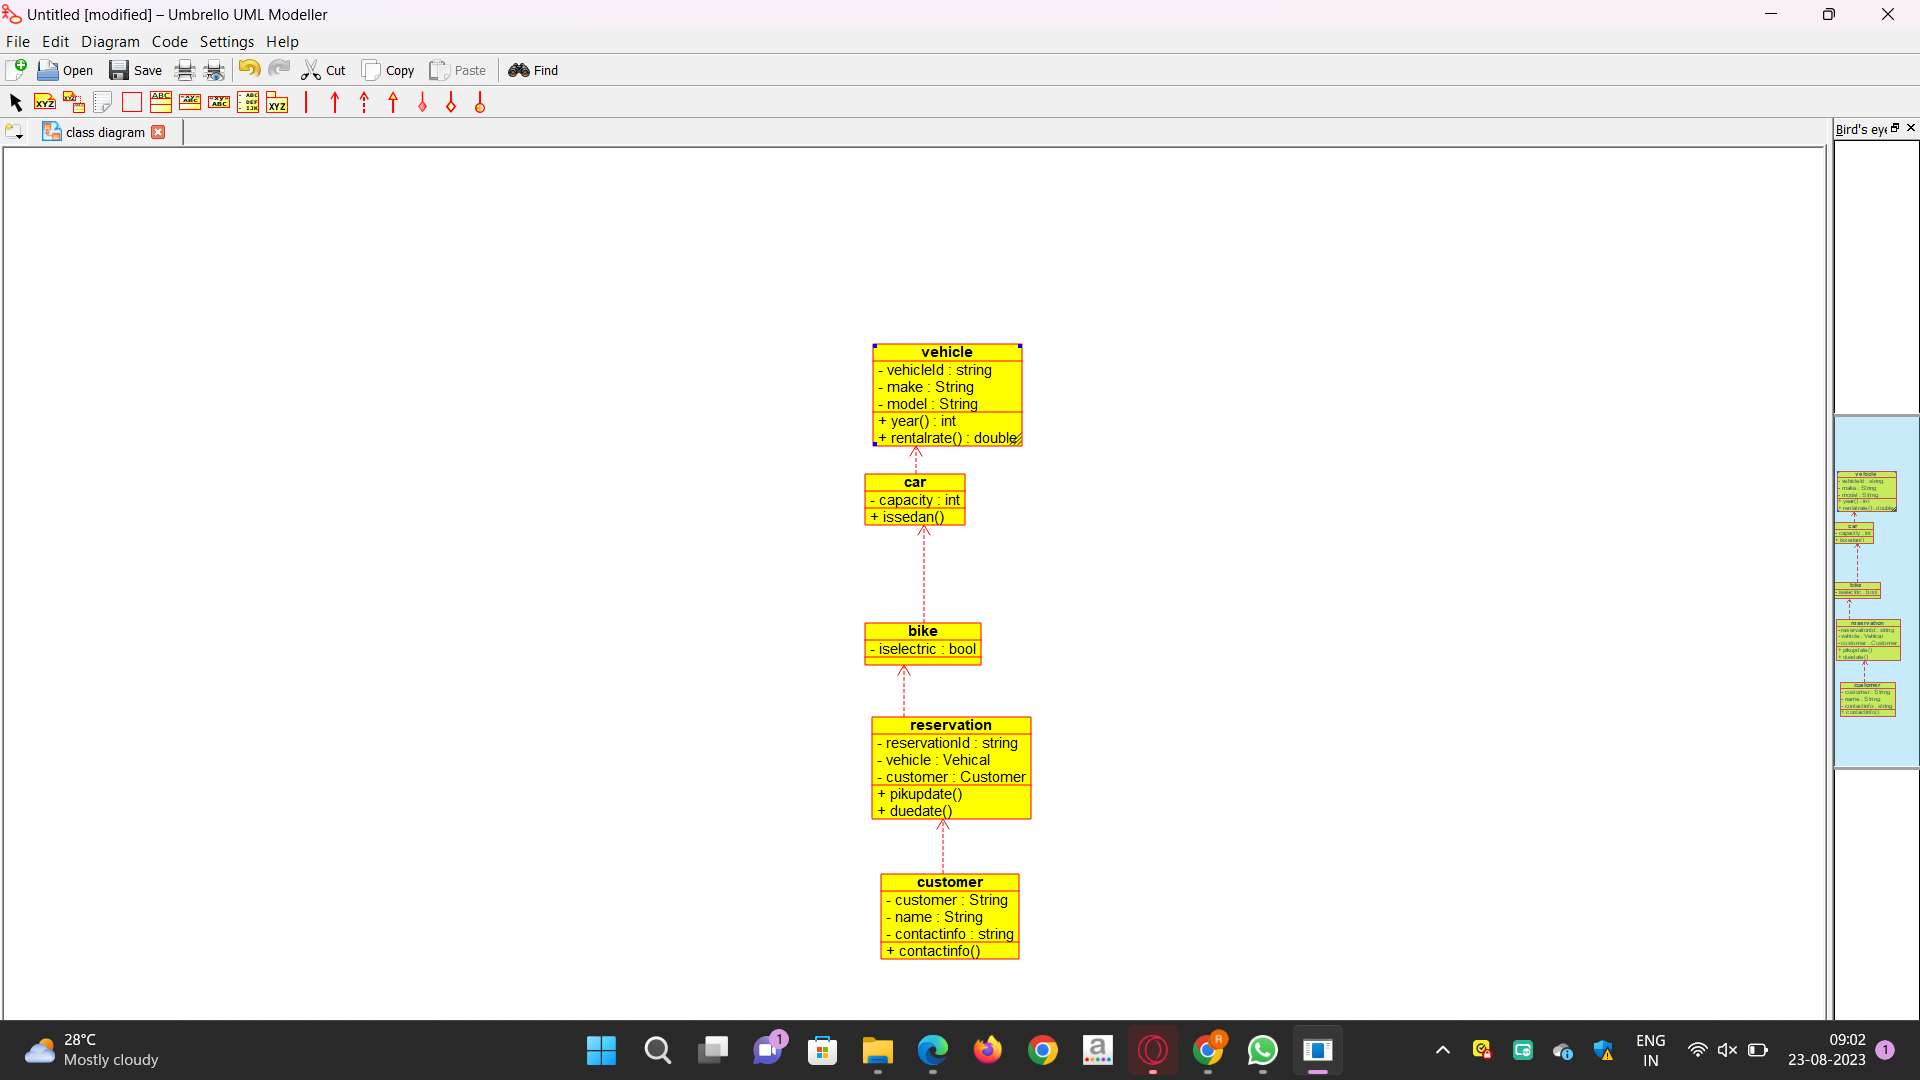 Untitled [modified] – Umbrello UML Modeller
File Edit Diagram Code Settings Help
Open Save Cut Copy Paste Find
class diagram
Bird's eye
vehicle
- vehicleId : string
- make : String
- model : String
+ year() : int
+ rentalrate() : double
car
- capacity : int
+ issedan()
bike
- iselectric : bool
reservation
- reservationId : string
- vehicle : Vehical
- customer : Customer
+ pikupdate()
+ duedate()
customer
- customer : String
- name : String
- contactinfo : string
+ contactinfo()
28°C
Mostly cloudy
ENG
IN
09:02
23-08-2023